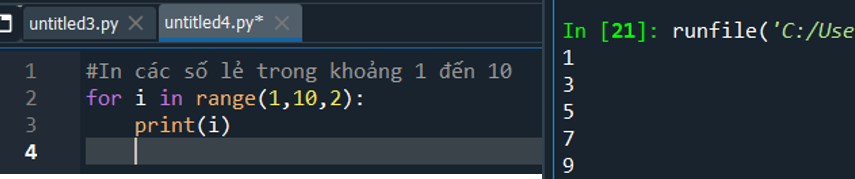 untitled3.py
untitled4.py*
1 #In các số lẻ trong khoảng 1 đến 10
2 for i in range(1,10,2):
3 print(i)
4
In [21]: runfile('C:/Use
1
3
5
7
9